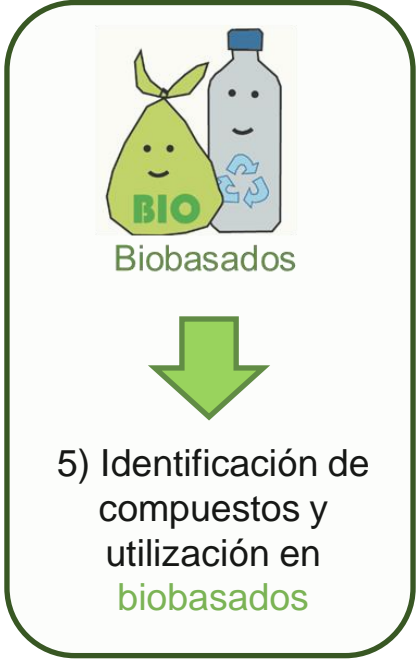 BIO
Biobasados
5) Identificación de
compuestos y
utilización en
biobasados